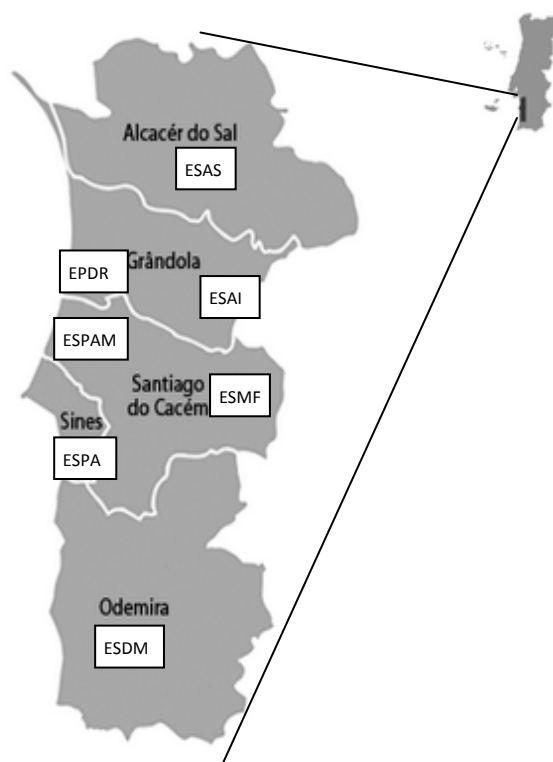 Alcacér do Sal
ESAS
EPDR
Grândola
ESAI
ESPAM
Santiago
do Cacém
ESMF
Sines
ESPA
Odemira
ESDM